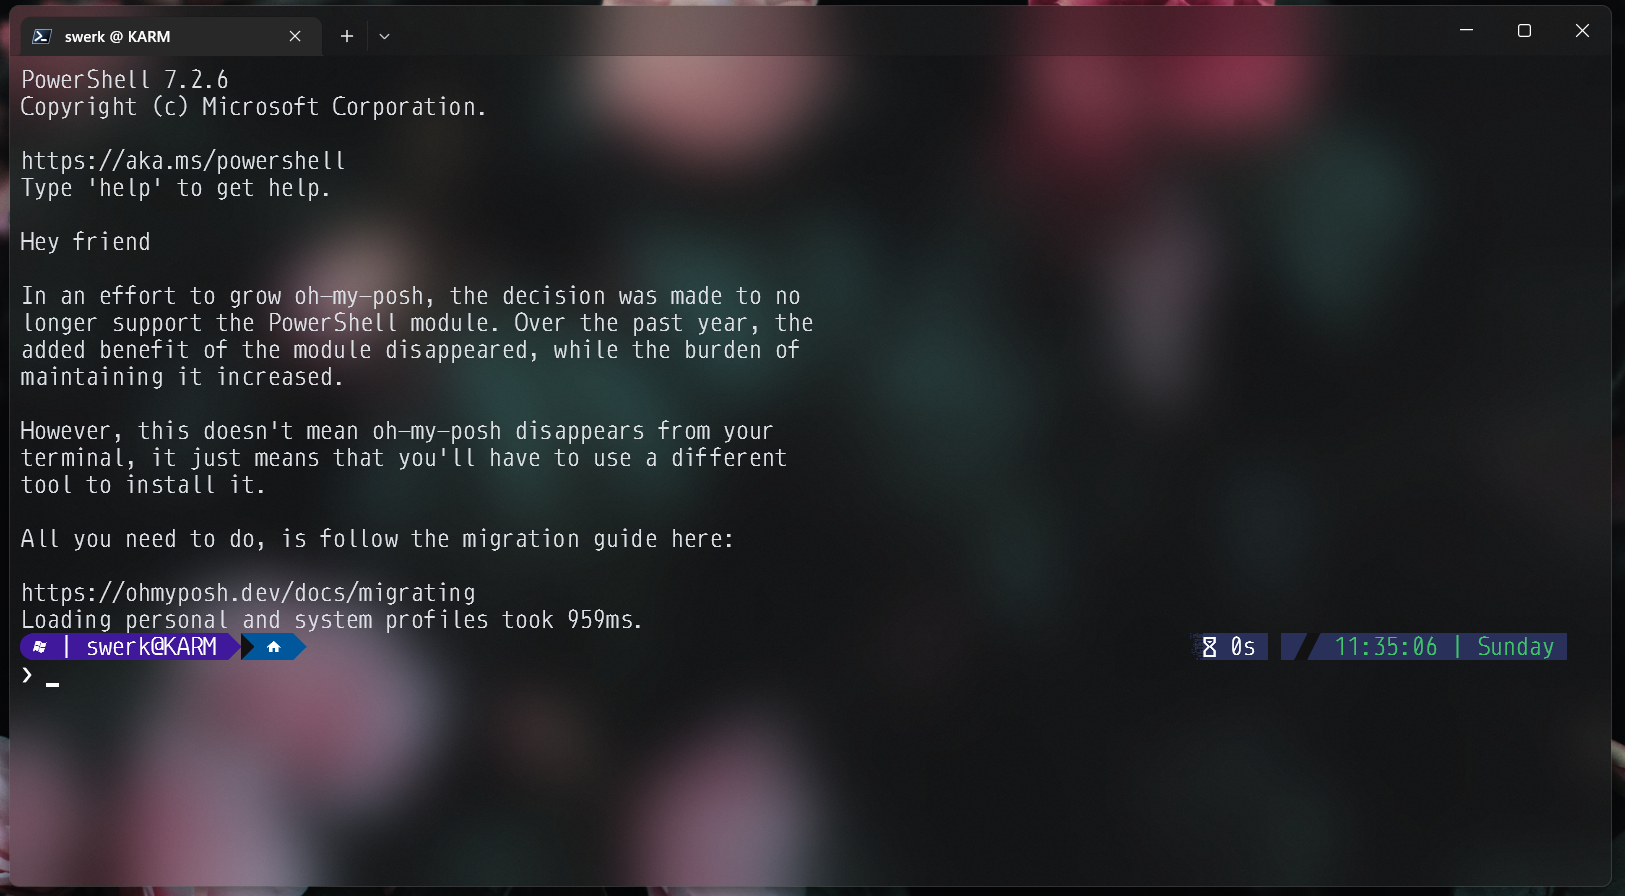 swerk @ KARM
PowerShell 7.2.6
Copyright (c) Microsoft Corporation.
https://aka.ms/powershell
Type 'help' to get help.
Hey friend
In an effort to grow oh-my-posh, the decision was made to no
longer support the PowerShell module. Over the past year, the
added benefit of the module disappeared, while the burden of
maintaining it increased.
However, this doesn't mean oh-my-posh disappears from your
terminal, it just means that you'll have to use a different
tool to install it.
All you need to do, is follow the migration guide here:
https://ohmyposh.dev/docs/migrating
Loading personal and system profiles took 959ms.
| swerk@KARM 0s 11:35:06 | Sunday
❯ _